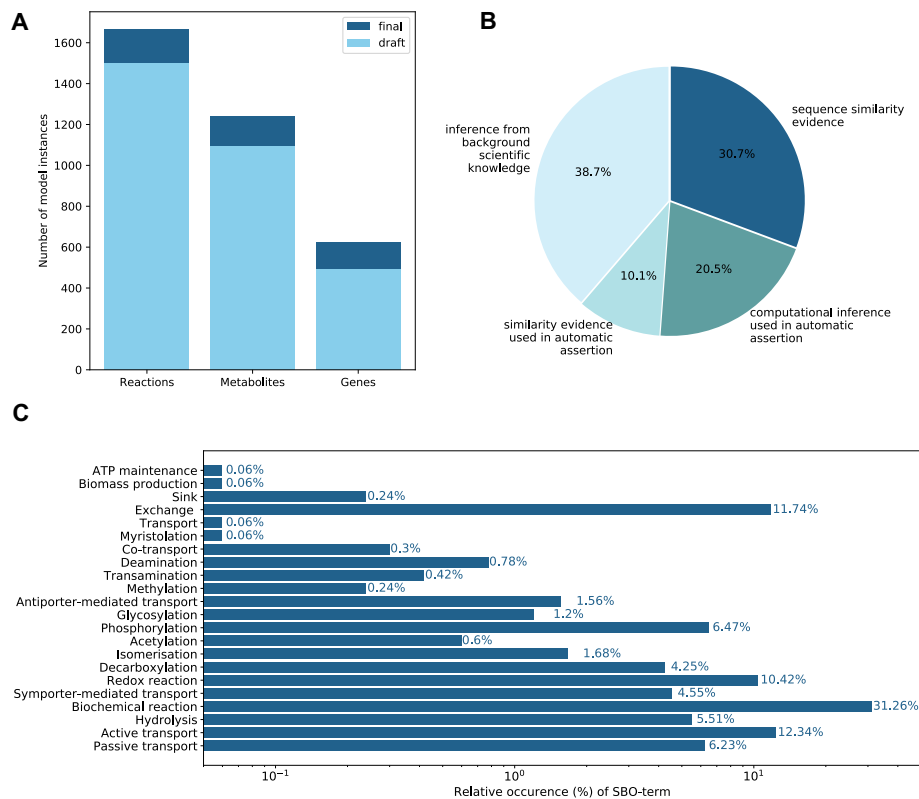 A
Number of model instances
1600
1400
1200
1000
800
600
400
200
0
final
draft
Reactions
Metabolites
Genes
B
sequence similarity
evidence
30.7%
inference from
background
scientific
knowledge
38.7%
10.1%
20.5%
similarity evidence
used in automatic
assertion
computational inference
used in automatic
assertion
C
ATP maintenance 0.06%
Biomass production 0.06%
Sink 0.24%
Exchange 11.74%
Transport 0.06%
Myristolation 0.06%
Co-transport 0.3%
Deamination 0.78%
Transamination 0.42%
Methylation 0.24%
Antiporter-mediated transport 1.56%
Glycosylation 1.2%
Phosphorylation 6.47%
Acetylation 0.6%
Isomerisation 1.68%
Decarboxylation 4.25%
Redox reaction 10.42%
Symporter-mediated transport 4.55%
Biochemical reaction 31.26%
Hydrolysis 5.51%
Active transport 12.34%
Passive transport 6.23%
10⁻¹ 10⁰ 10¹
Relative occurence (%) of SBO-term